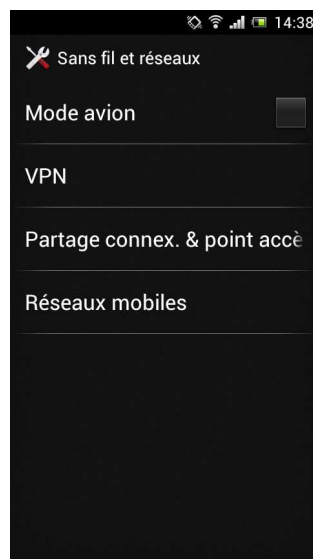 14:38
Sans fil et réseaux
Mode avion
VPN
Partage connex. & point accè
Réseaux mobiles